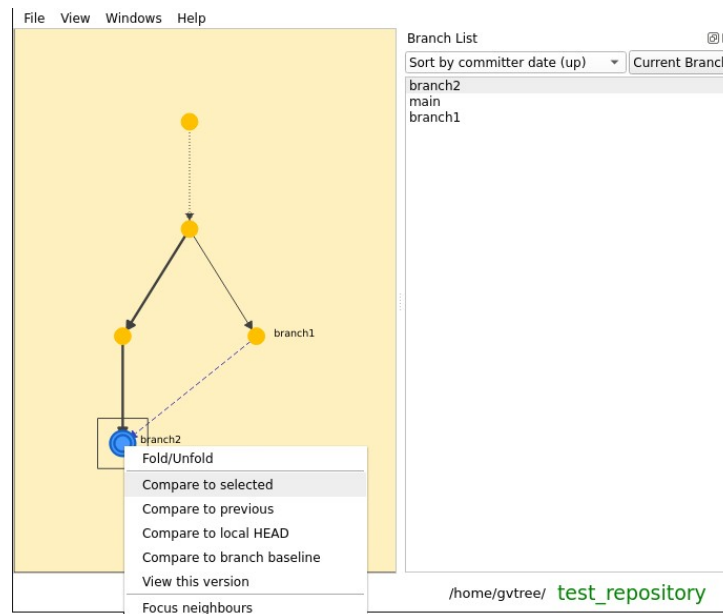 File View Windows Help
Branch List
Sort by committer date (up)
branch2
main
branch1
branch1
branch2
Fold/Unfold
Compare to selected
Compare to previous
Compare to local HEAD
Compare to branch baseline
View this version
Focus neighbours
/home/gvtree/ test_repository